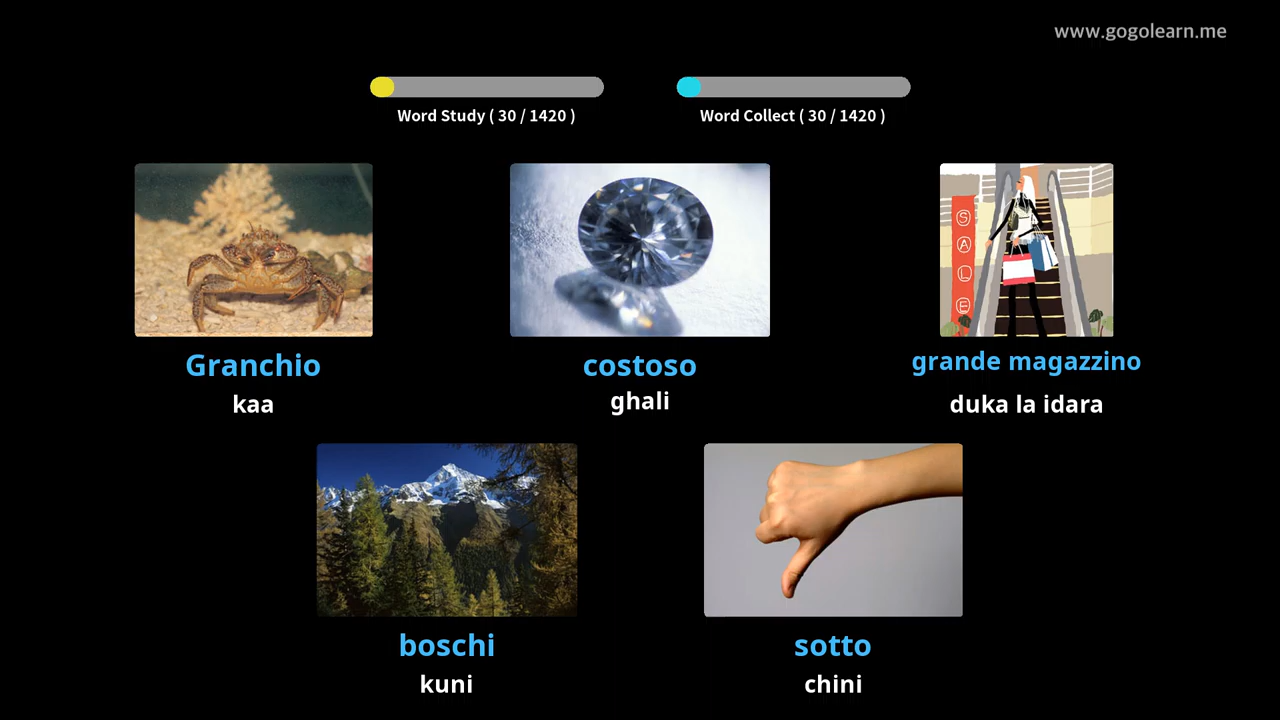 www.gogolearn.me
Word Study ( 30 / 1420 )
Word Collect ( 30 / 1420 )
SALE
Granchio
kaa
costoso
ghali
grande magazzino
duka la idara
boschi
kuni
sotto
chini